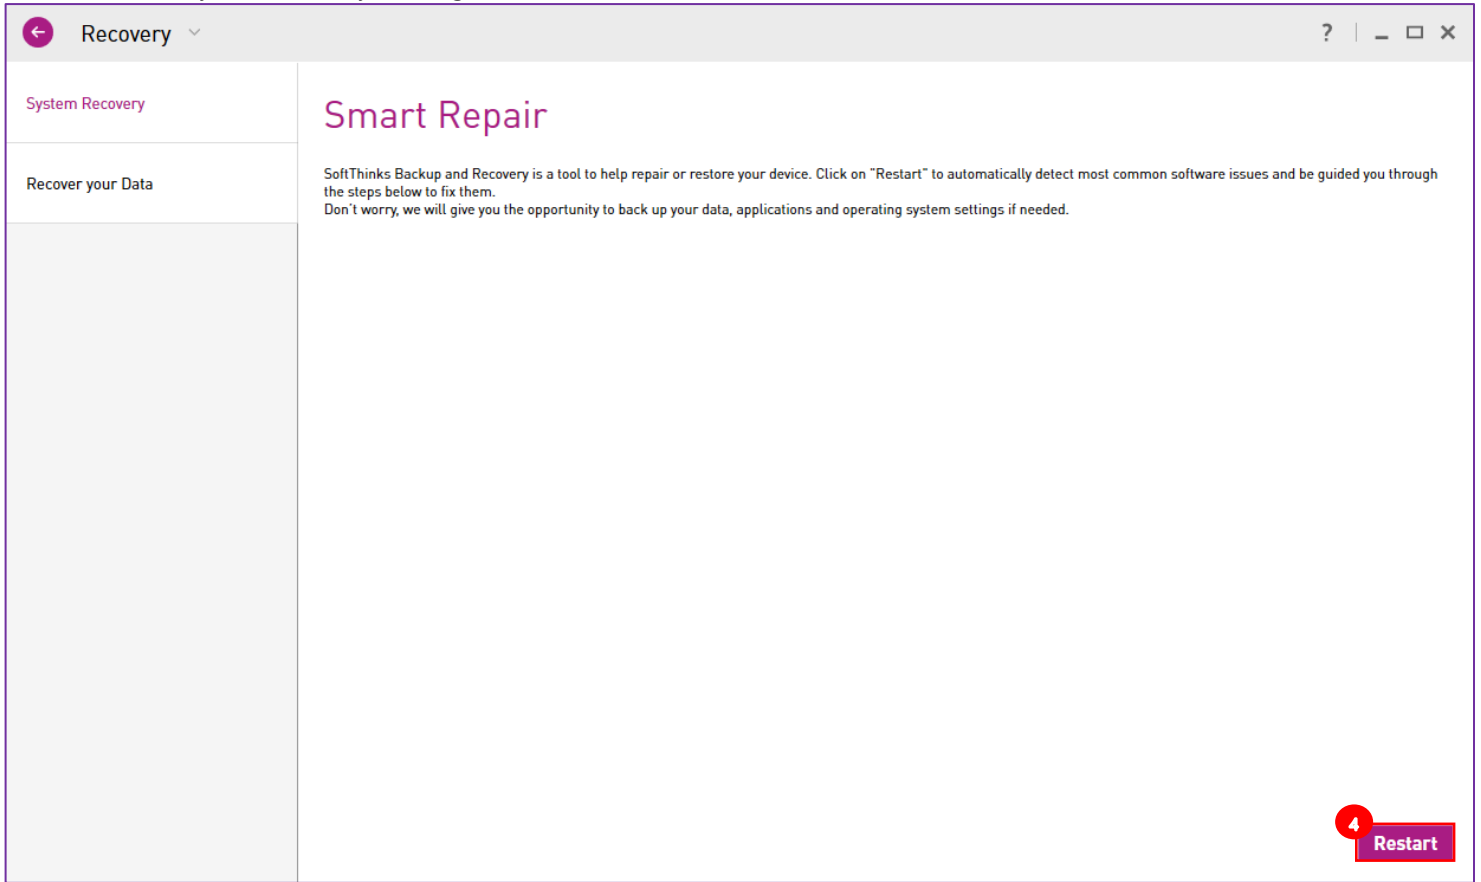 Recovery
?
System Recovery
Smart Repair
Recover your Data
SoftThinks Backup and Recovery is a tool to help repair or restore your device. Click on "Restart" to automatically detect most common software issues and be guided you through
the steps below to fix them.
Don't worry, we will give you the opportunity to back up your data, applications and operating system settings if needed.
4
Restart